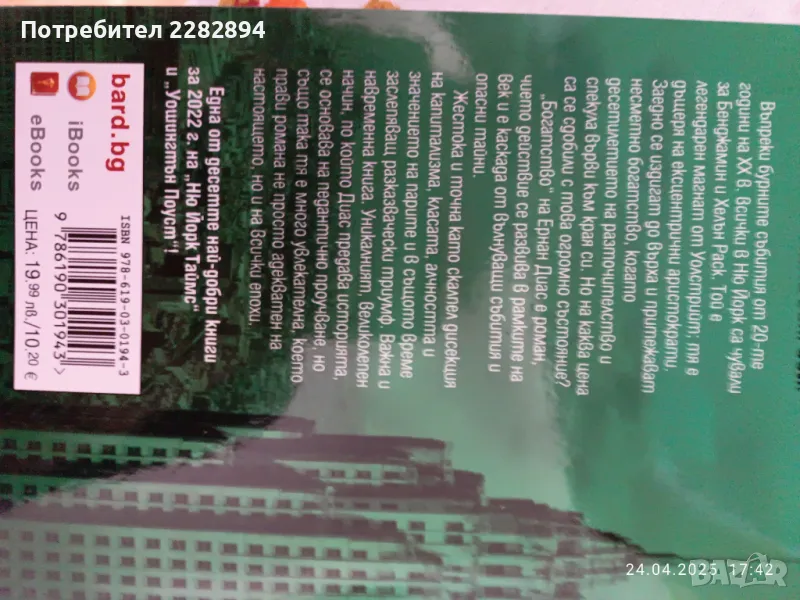 Потребител 2282894
Въпреки бурните събития от 20-те
години на XX в. всички в Ню Йорк са чували
за Бенджамин и Хелън Раск. Той е
легендарен магнат от Уолстрийт; тя е
дъщеря на ексцентрични аристократи.
Заедно се издигат до върха и притежават
несметно богатство, когато
десетилетието на разточителство и
спекула върви към края си. Но на каква цена
са се сдобили с това огромно състояние?
„Богатство“ на Ернан Диас е роман,
чието действие се развива в рамките на
век и е каскада от вълнуващи събития и
опасни тайни.
Жестока и точна като скалпел дисекция
на капитализма, класата, алчността и
значението на парите и в същото време
заслепяващ разказвачески триумф. Важна и
навременна книга. Уникалният, великолепен
начин, по който Диас предава историята,
се основава на педантично проучване, но
също така тя е много увлекателна, което
прави романа не просто адекватен на
настоящето, но и на всички епохи.
Една от десетте най-добри книги
за 2022 г. на „Ню Йорк Таймс“
и „Уошингтън Поуст“!
bard.bg
iBooks
eBooks
ISBN 978-619-03-0194-3
9 786190 301943 >
ЦЕНА: 19.99 лв./10,20 €
24.04.2025 17:42
BAZAR